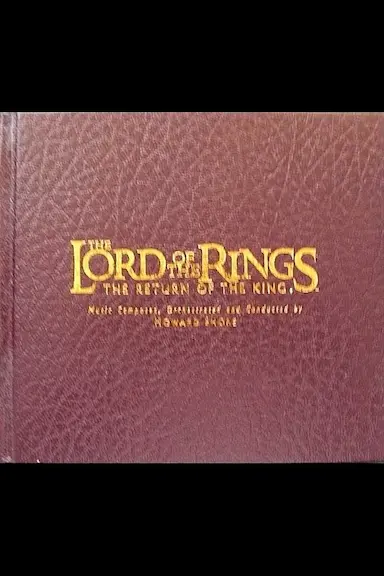 THE
LORD OF THE RINGS
THE RETURN OF THE KING
Music Composed, Orchestrated and Conducted by
HOWARD SHORE